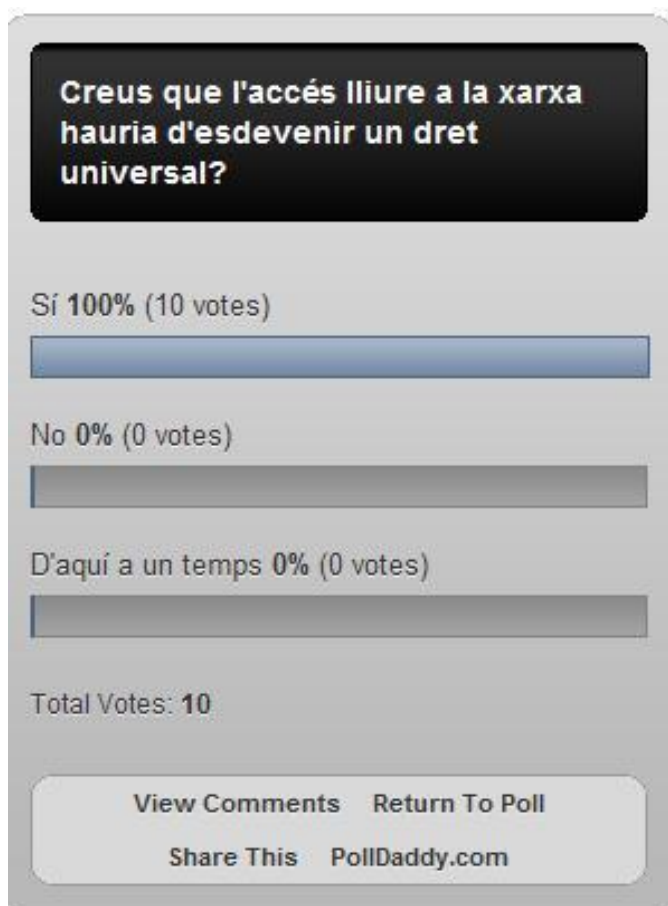 Creus que l'accés lliure a la xarxa
hauria d'esdevenir un dret
universal?
Sí 100% (10 votes)
No 0% (0 votes)
D'aquí a un temps 0% (0 votes)
Total Votes: 10
View Comments Return To Poll
Share This PollDaddy.com